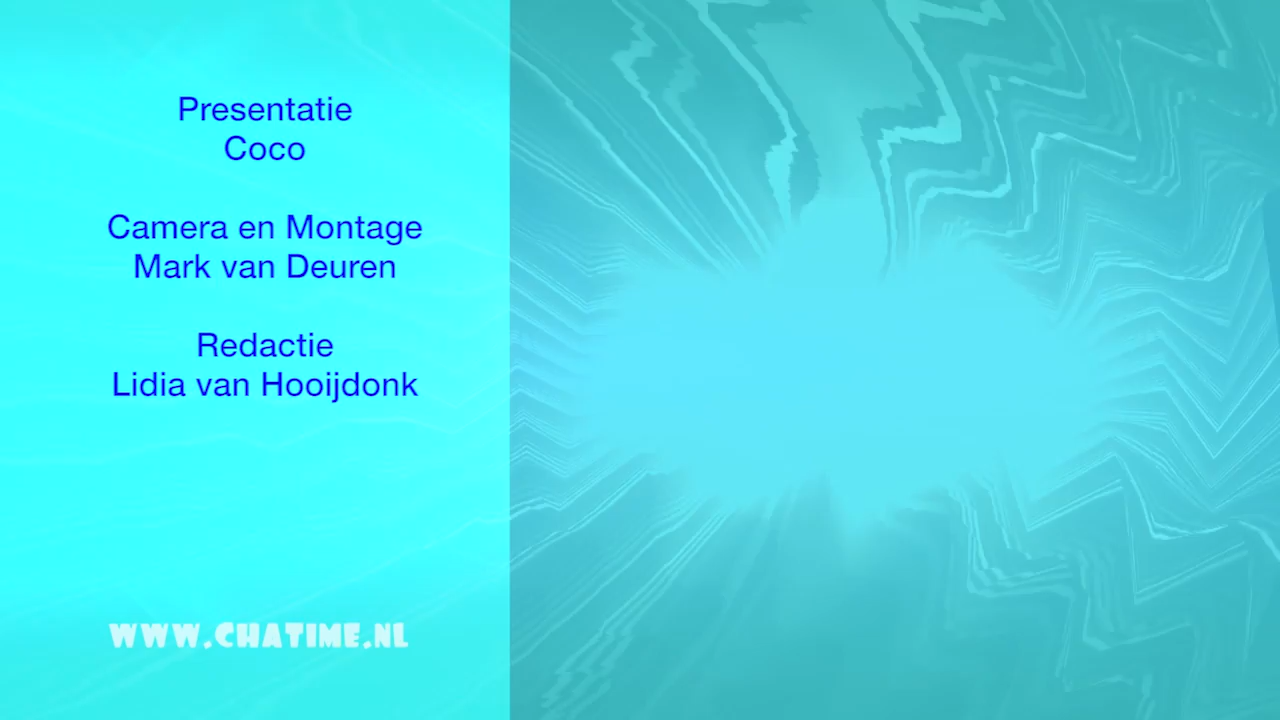 Presentatie
Coco
Camera en Montage
Mark van Deuren
Redactie
Lidia van Hooijdonk
WWW.CHATIME.NL